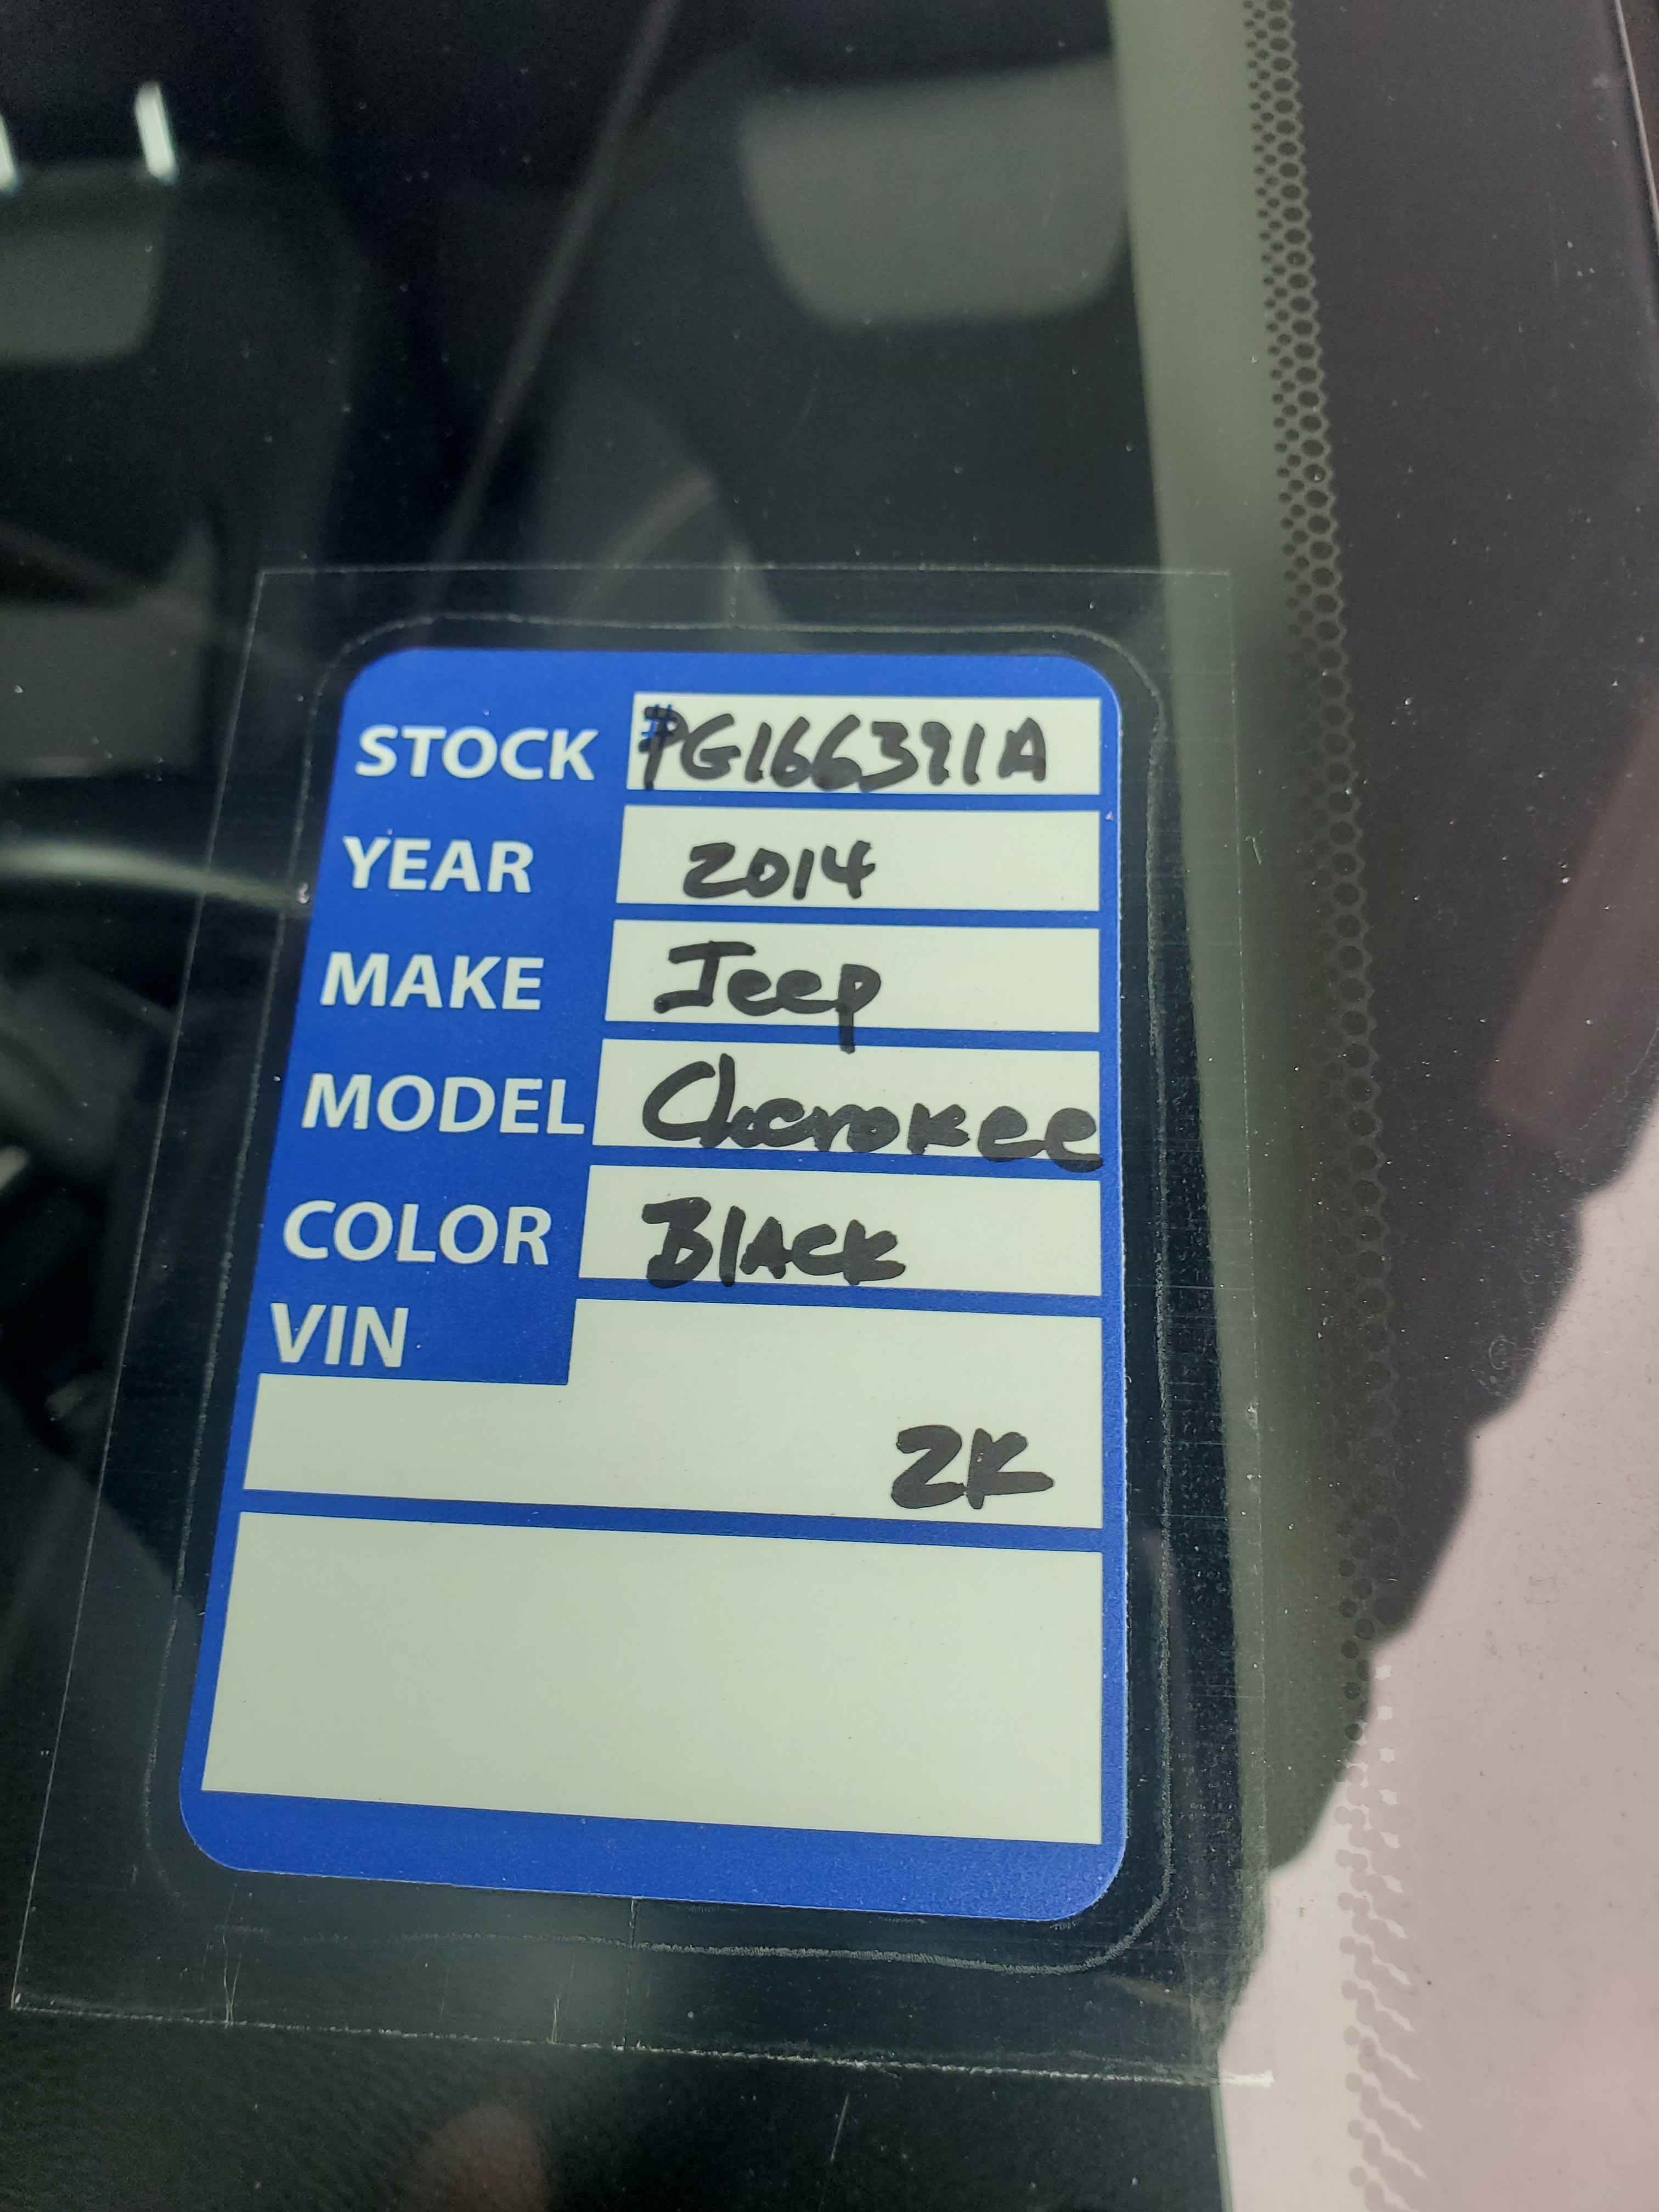 STOCK #PG166391A
YEAR 2014
MAKE Jeep
MODEL Cherokee
COLOR Black
VIN
2K